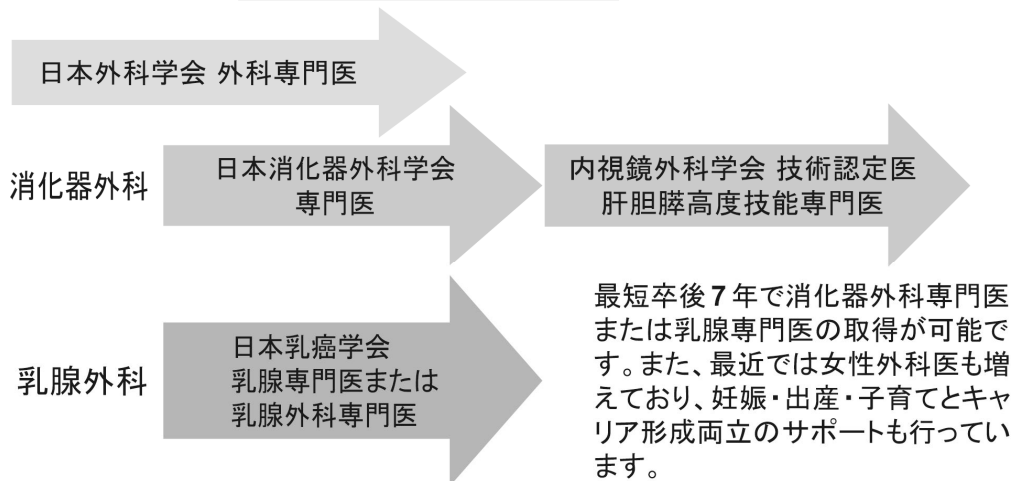 日本外科学会 外科専門医
消化器外科
日本消化器外科学会
専門医
内視鏡外科学会 技術認定医
肝胆膵高度技能専門医
乳腺外科
日本乳癌学会
乳腺専門医または
乳腺外科専門医
最短卒後7年で消化器外科専門医
または乳腺専門医の取得が可能で
す。また、最近では女性外科医も増
えており、妊娠・出産・子育てとキャ
リア形成両立のサポートも行ってい
ます。